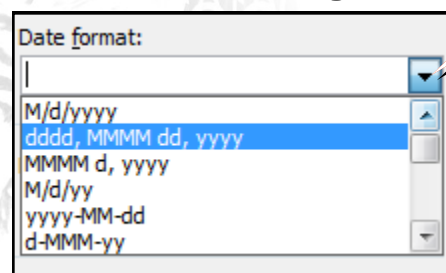 Date format:
M/d/yyyy
dddd, MMMM dd, yyyy
MMMM d, yyyy
M/d/yy
yyyy-MM-dd
d-MMM-yy